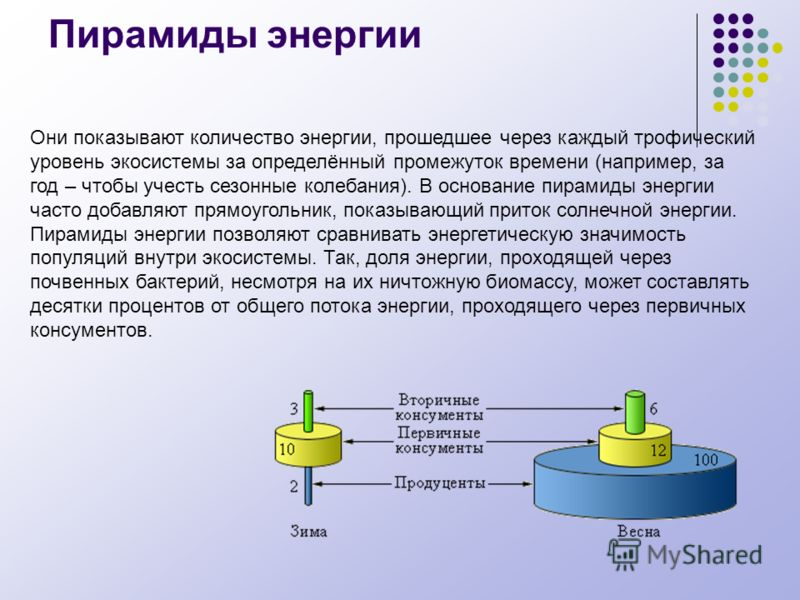 Пирамиды энергии
Они показывают количество энергии, прошедшее через каждый трофический
уровень экосистемы за определённый промежуток времени (например, за
год – чтобы учесть сезонные колебания). В основание пирамиды энергии
часто добавляют прямоугольник, показывающий приток солнечной энергии.
Пирамиды энергии позволяют сравнивать энергетическую значимость
популяций внутри экосистемы. Так, доля энергии, проходящей через
почвенных бактерий, несмотря на их ничтожную биомассу, может составлять
десятки процентов от общего потока энергии, проходящего через первичных
консументов.
3
Вторичные
консументы
6
10
Первичные
консументы
12
100
2
Продуценты
Зима
Весна
MyShared